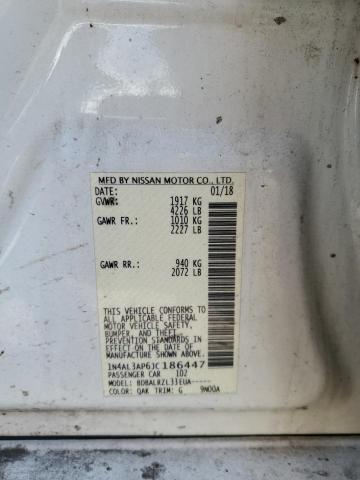 MFD BY NISSAN MOTOR CO., LTD.
DATE: 01/18
GVWR: 1917 KG
4226 LB
GAWR FR: 1010 KG
2227 LB
GAWR RR: 940 KG
2072 LB
THIS VEHICLE CONFORMS TO
ALL APPLICABLE FEDERAL
MOTOR VEHICLE SAFETY,
BUMPER, AND THEFT
PREVENTION STANDARDS IN
EFFECT ON THE DATE OF
MANUFACTURE SHOWN ABOVE.
1N4AL3AP6JC186447
PASSENGER CAR 102
MODEL: BDBALRZL33EUA-----
COLOR: QAK TRIM: G 9N00A